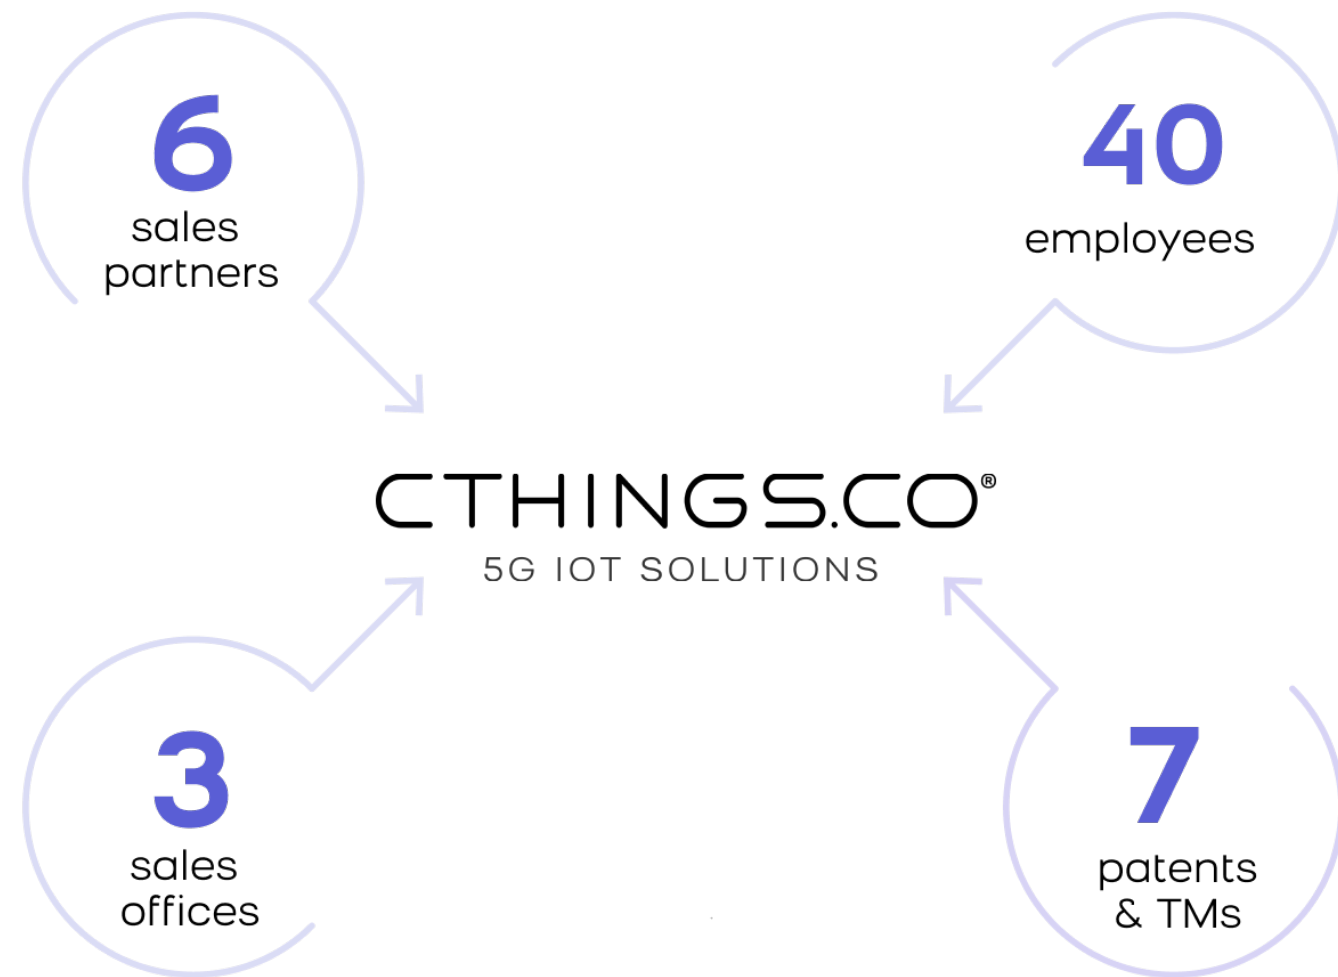 6
sales
partners
40
employees
CTHINGS.CO®
5G IOT SOLUTIONS
3
sales
offices
7
patents
& TMs